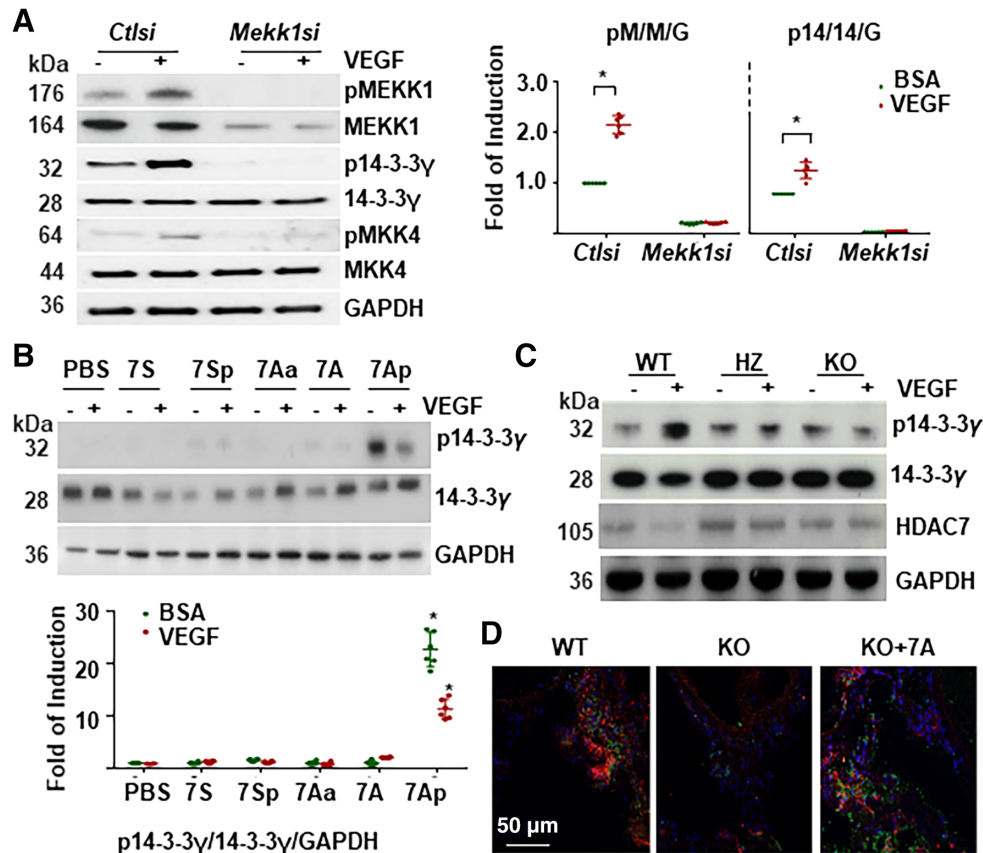 A
Ctlsi Mekk1si
kDa - + - + VEGF
176 pMEKK1
164 MEKK1
32 p14-3-3γ
28 14-3-3γ
64 pMKK4
44 MKK4
36 GAPDH
pM/M/G p14/14/G
Fold of Induction
3.0
2.0
1.0
* *
BSA
VEGF
Ctlsi Mekk1si Ctlsi Mekk1si
B
PBS 7S 7Sp 7Aa 7A 7Ap
- + - + - + - + - + - + VEGF
kDa
32 p14-3-3γ
28 14-3-3γ
36 GAPDH
Fold of Induction
30
20
10
BSA
VEGF
*
*
PBS 7S 7Sp 7Aa 7A 7Ap
p14-3-3γ/14-3-3γ/GAPDH
C
WT HZ KO
- + - + - + VEGF
kDa
32 p14-3-3γ
28 14-3-3γ
105 HDAC7
36 GAPDH
D
WT KO KO+7A
50 µm